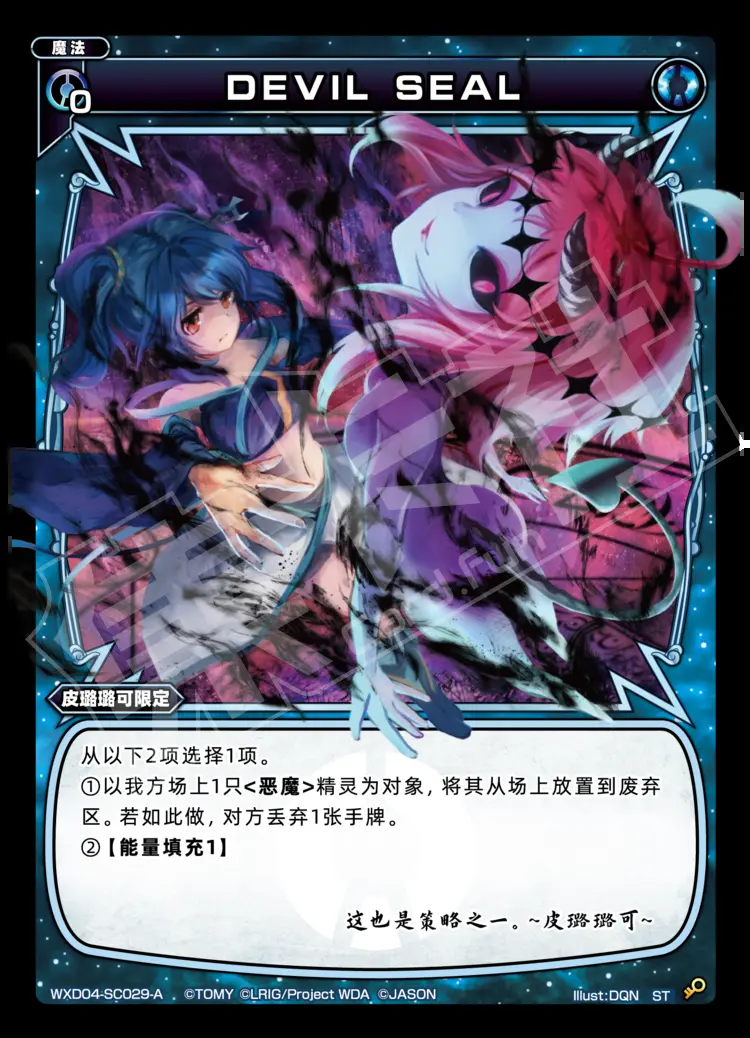 魔法
0
DEVIL SEAL
皮璐璐可限定
从以下2项选择1项。
①以我方场上1只<恶魔>精灵为对象，将其从场上放置到废弃
区。若如此做，对方丢弃1张手牌。
②【能量填充1】
这也是策略之一。~皮璐璐可~
WXD04-SC029-A ©TOMY ©LRIG/Project WDA ©JASON
Illust:DQN ST